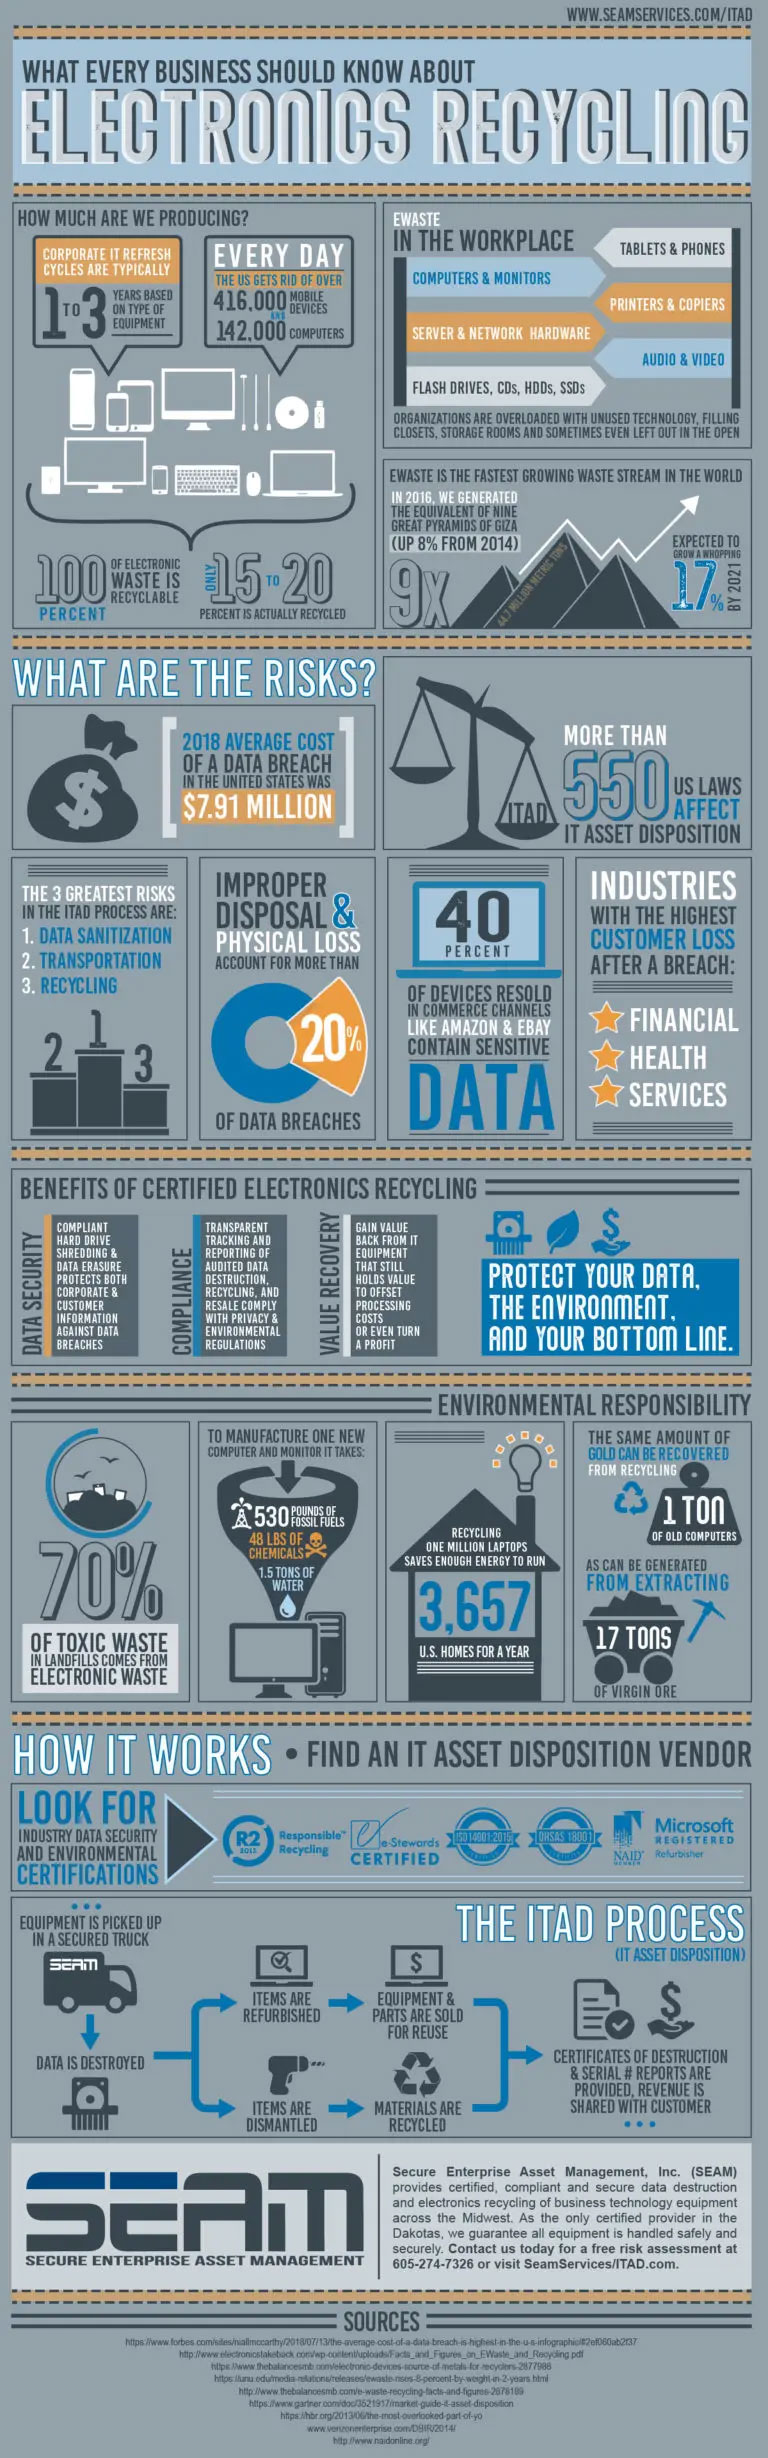 WWW.SEAMSERVICES.COM/ITAD
WHAT EVERY BUSINESS SHOULD KNOW ABOUT
ELECTRONICS RECYCLING
HOW MUCH ARE WE PRODUCING?
CORPORATE IT REFRESH
CYCLES ARE TYPICALLY
1 TO 3
YEARS BASED
ON TYPE OF
EQUIPMENT
EVERY DAY
THE US GETS RID OF OVER
416,000 MOBILE DEVICES
AND
142,000 COMPUTERS
100
PERCENT
OF ELECTRONIC
WASTE IS
RECYCLABLE
ONLY
15 TO 20
PERCENT IS ACTUALLY RECYCLED
EWASTE
IN THE WORKPLACE
TABLETS & PHONES
COMPUTERS & MONITORS
PRINTERS & COPIERS
SERVER & NETWORK HARDWARE
AUDIO & VIDEO
FLASH DRIVES, CDs, HDDs, SSDs
ORGANIZATIONS ARE OVERLOADED WITH UNUSED TECHNOLOGY, FILLING
CLOSETS, STORAGE ROOMS AND SOMETIMES EVEN LEFT OUT IN THE OPEN
EWASTE IS THE FASTEST GROWING WASTE STREAM IN THE WORLD
IN 2016, WE GENERATED
THE EQUIVALENT OF NINE
GREAT PYRAMIDS OF GIZA
(UP 8% FROM 2014)
9X
44.7 MILLION METRIC TONS
EXPECTED TO
GROW A WHOPPING
17%
BY 2021
WHAT ARE THE RISKS?
$
2018 AVERAGE COST
OF A DATA BREACH
IN THE UNITED STATES WAS
$7.91 MILLION
ITAD
MORE THAN
550 US LAWS
AFFECT
IT ASSET DISPOSITION
THE 3 GREATEST RISKS
IN THE ITAD PROCESS ARE:
1. DATA SANITIZATION
2. TRANSPORTATION
3. RECYCLING
2 1 3
IMPROPER
DISPOSAL &
PHYSICAL LOSS
ACCOUNT FOR MORE THAN
20%
OF DATA BREACHES
40
PERCENT
OF DEVICES RESOLD
IN COMMERCE CHANNELS
LIKE AMAZON & EBAY
CONTAIN SENSITIVE
DATA
INDUSTRIES
WITH THE HIGHEST
CUSTOMER LOSS
AFTER A BREACH:
FINANCIAL
HEALTH
SERVICES
BENEFITS OF CERTIFIED ELECTRONICS RECYCLING
DATA SECURITY
COMPLIANT
HARD DRIVE
SHREDDING &
DATA ERASURE
PROTECTS BOTH
CORPORATE &
CUSTOMER
INFORMATION
AGAINST DATA
BREACHES
COMPLIANCE
TRANSPARENT
TRACKING AND
REPORTING OF
AUDITED DATA
DESTRUCTION,
RECYCLING, AND
RESALE COMPLY
WITH PRIVACY &
ENVIRONMENTAL
REGULATIONS
VALUE RECOVERY
GAIN VALUE
BACK FROM IT
EQUIPMENT
THAT STILL
HOLDS VALUE
TO OFFSET
PROCESSING
COSTS
OR EVEN TURN
A PROFIT
$
PROTECT YOUR DATA,
THE ENVIRONMENT,
AND YOUR BOTTOM LINE.
ENVIRONMENTAL RESPONSIBILITY
70%
OF TOXIC WASTE
IN LANDFILLS COMES FROM
ELECTRONIC WASTE
TO MANUFACTURE ONE NEW
COMPUTER AND MONITOR IT TAKES:
530 POUNDS OF FOSSIL FUELS
48 LBS OF
CHEMICALS
1.5 TONS OF
WATER
RECYCLING
ONE MILLION LAPTOPS
SAVES ENOUGH ENERGY TO RUN
3,657
U.S. HOMES FOR A YEAR
THE SAME AMOUNT OF
GOLD CAN BE RECOVERED
FROM RECYCLING
1 TON
OF OLD COMPUTERS
AS CAN BE GENERATED
FROM EXTRACTING
17 TONS
OF VIRGIN ORE
HOW IT WORKS • FIND AN IT ASSET DISPOSITION VENDOR
LOOK FOR
INDUSTRY DATA SECURITY
AND ENVIRONMENTAL
CERTIFICATIONS
R2
2013
Responsible™
Recycling
e-Stewards
CERTIFIED
ISO 14001:2015
OHSAS 18001
NAID
MEMBER
Microsoft
REGISTERED
Refurbisher
THE ITAD PROCESS
(IT ASSET DISPOSITION)
EQUIPMENT IS PICKED UP
IN A SECURED TRUCK
SEAM
DATA IS DESTROYED
ITEMS ARE
REFURBISHED
$
EQUIPMENT &
PARTS ARE SOLD
FOR REUSE
ITEMS ARE
DISMANTLED
MATERIALS ARE
RECYCLED
$
CERTIFICATES OF DESTRUCTION
& SERIAL # REPORTS ARE
PROVIDED, REVENUE IS
SHARED WITH CUSTOMER
SEAM
SECURE ENTERPRISE ASSET MANAGEMENT
Secure Enterprise Asset Management, Inc. (SEAM)
provides certified, compliant and secure data destruction
and electronics recycling of business technology equipment
across the Midwest. As the only certified provider in the
Dakotas, we guarantee all equipment is handled safely and
securely. Contact us today for a free risk assessment at
605-274-7326 or visit SeamServices/ITAD.com.
SOURCES
https://www.forbes.com/sites/niallmccarthy/2018/07/13/the-average-cost-of-a-data-breach-is-highest-in-the-u-s-infographic/#2ef060ab2f37
http://www.electronicstakeback.com/wp-content/uploads/Facts_and_Figures_on_EWaste_and_Recycling.pdf
https://www.thebalancesmb.com/electronic-devices-source-of-metals-for-recyclers-2877986
https://unu.edu/media-relations/releases/ewaste-rises-8-percent-by-weight-in-2-years.html
http://www.thebalancesmb.com/e-waste-recycling-facts-and-figures-2878189
https://www.gartner.com/doc/3521917/market-guide-it-asset-disposition
https://hbr.org/2013/06/the-most-overlooked-part-of-yo
www.verizonenterprise.com/DBIR/2014/
http://www.naidonline.org/